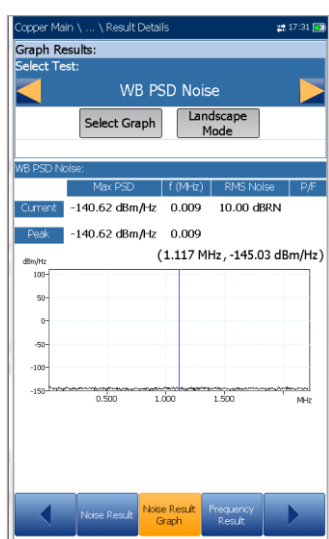 Copper Main \ ... \ Result Details 17:31
Graph Results:
Select Test:
WB PSD Noise
Select Graph
Landscape
Mode
WB PSD Noise:
Max PSD f (MHz) RMS Noise P/F
Current -140.62 dBm/Hz 0.009 10.00 dBRN
Peak -140.62 dBm/Hz 0.009
(1.117 MHz, -145.03 dBm/Hz)
dBm/Hz
100
50
0
-50
-100
-150
0.500 1.000 1.500 MHz
Noise Result
Noise Result
Graph
Frequency
Result